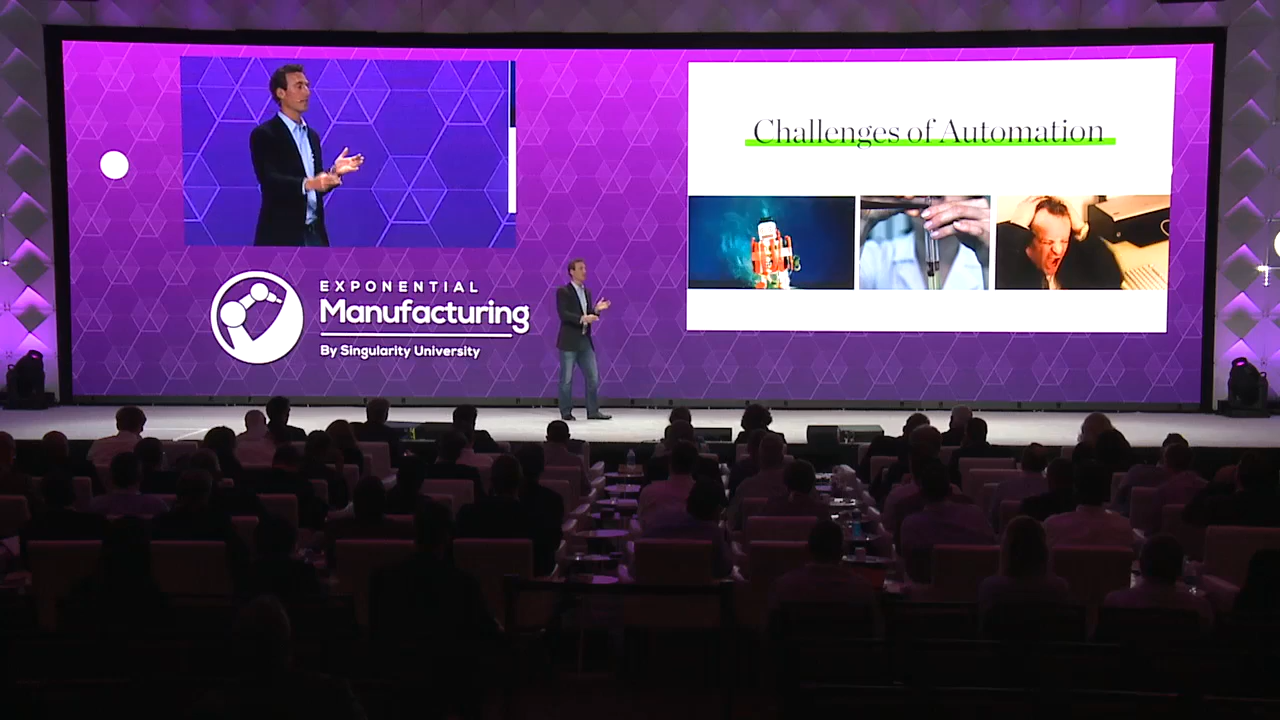 EXPONENTIAL
Manufacturing
By Singularity University
Challenges of Automation